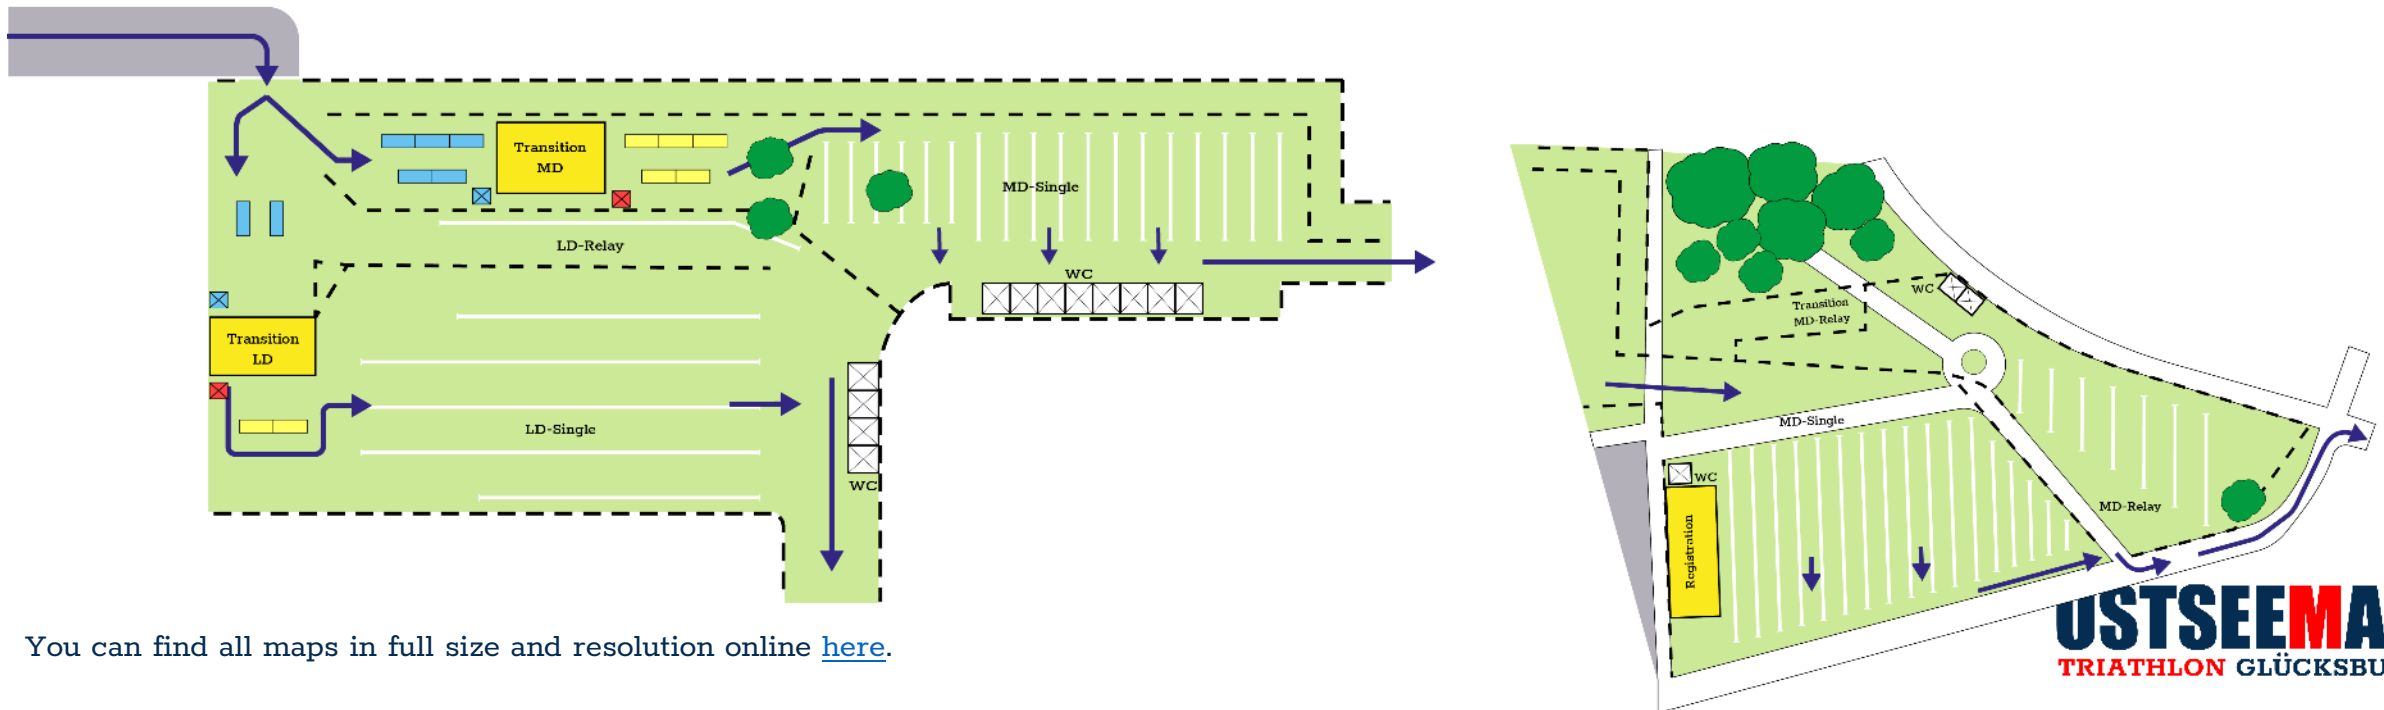 Transition
MD
MD-Single
LD-Relay
WC
Transition
LD
LD-Single
WC
Transition
MD-Relay
WC
MD-Single
WC
Registration
MD-Relay
You can find all maps in full size and resolution online here.
OSTSEEMA
TRIATHLON GLÜCKSBU